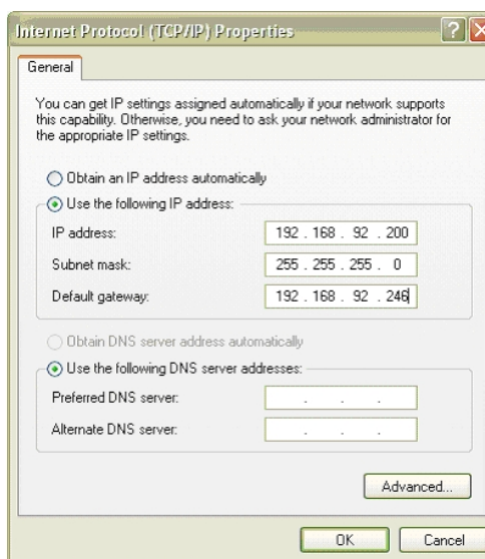 Internet Protocol (TCP/IP) Properties
General
You can get IP settings assigned automatically if your network supports
this capability. Otherwise, you need to ask your network administrator for
the appropriate IP settings.
Obtain an IP address automatically
Use the following IP address:
IP address: 192 . 168 . 92 . 200
Subnet mask: 255 . 255 . 255 . 0
Default gateway: 192 . 168 . 92 . 246
Obtain DNS server address automatically
Use the following DNS server addresses:
Preferred DNS server: . . .
Alternate DNS server: . . .
Advanced...
OK Cancel